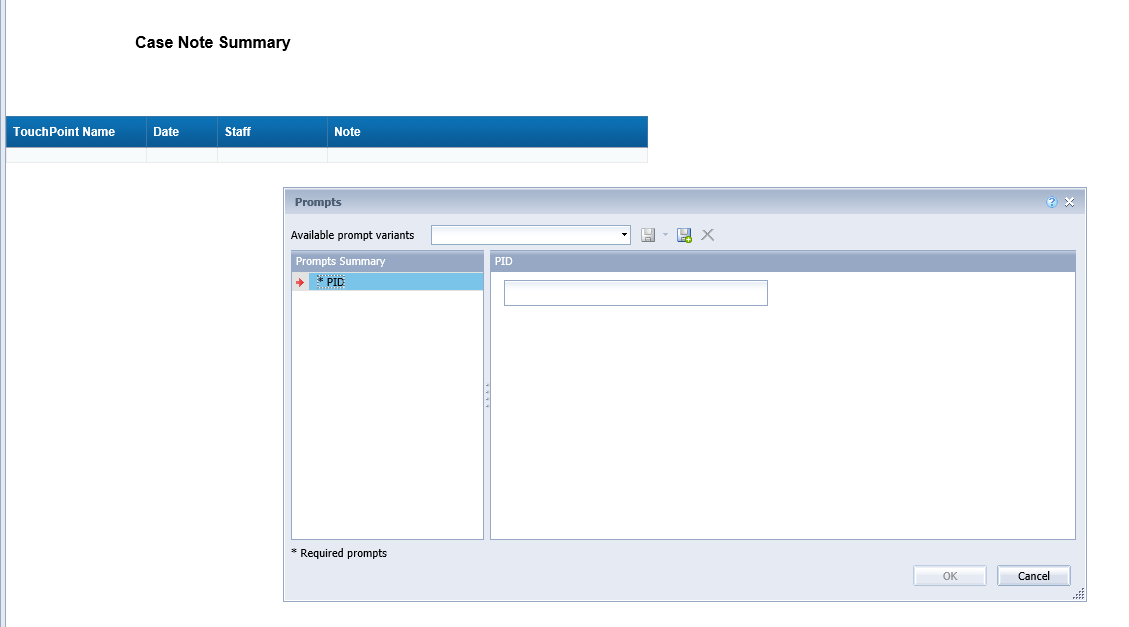 Case Note Summary
TouchPoint Name Date Staff Note
Prompts
Available prompt variants
Prompts Summary
* PID
PID
* Required prompts
OK Cancel